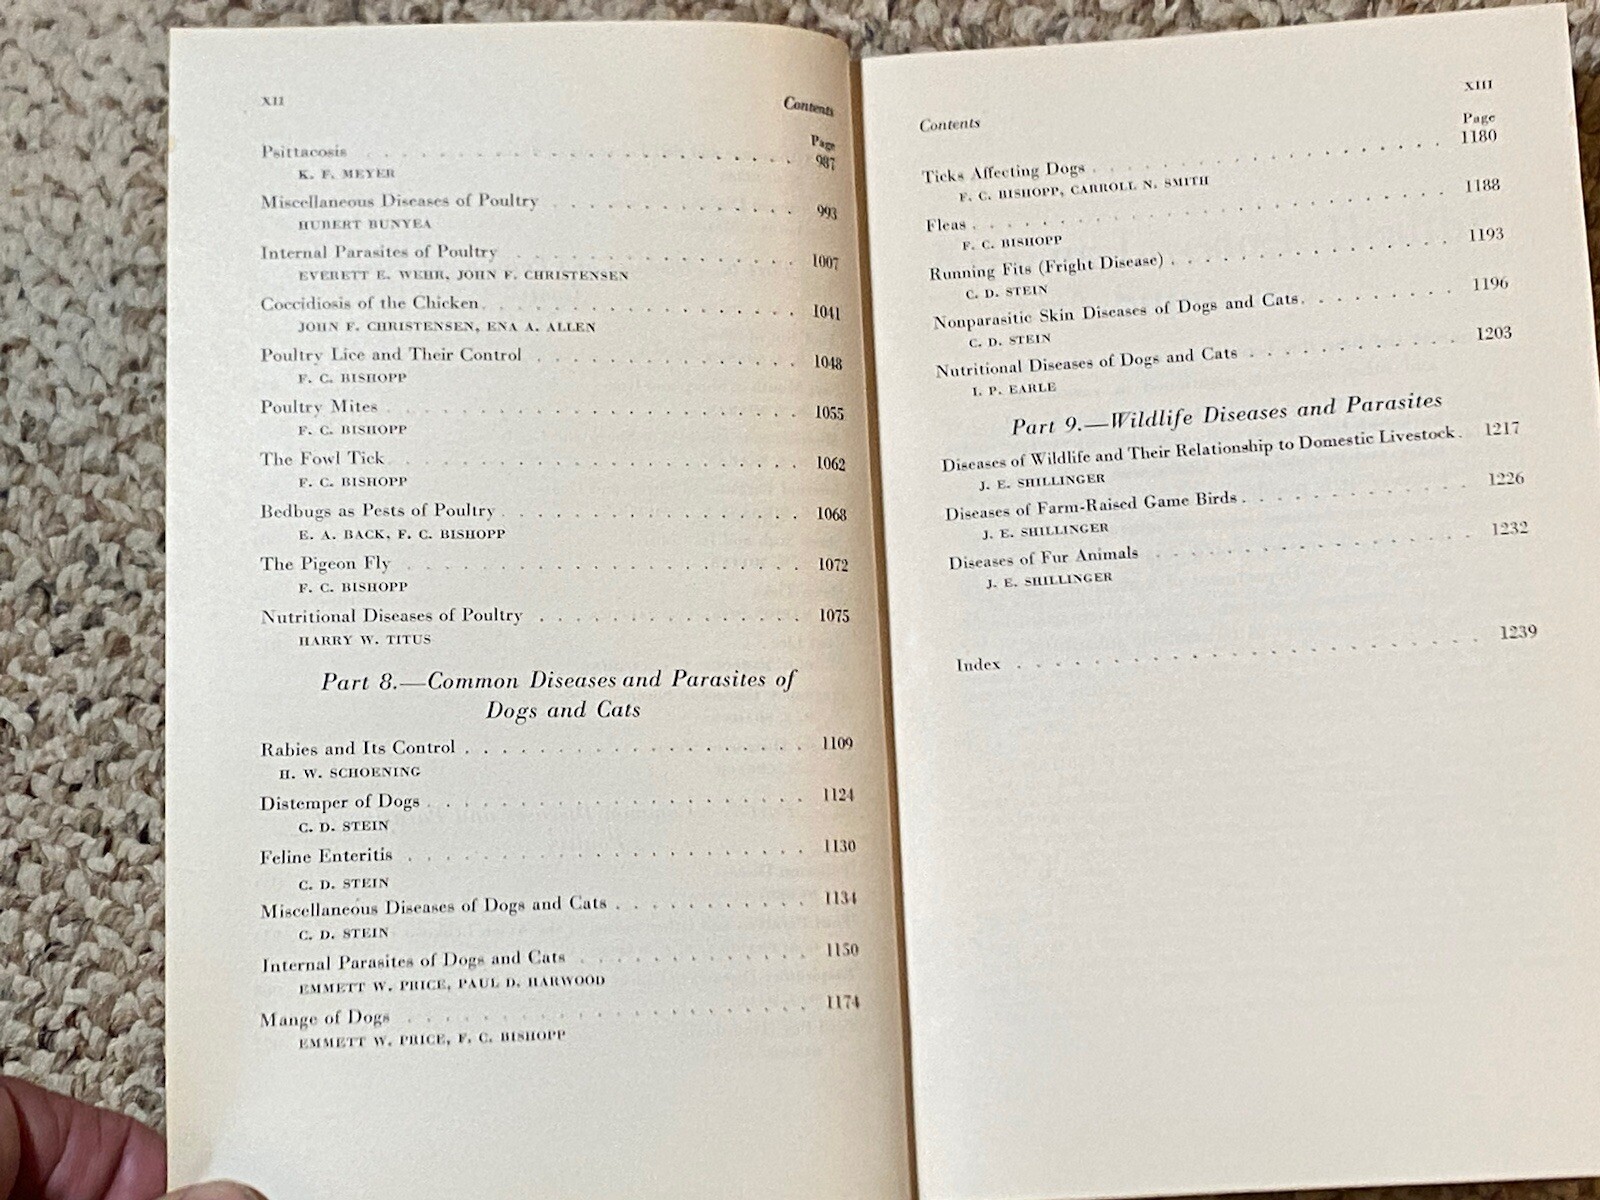 XII Contents
Page
Psittacosis . . . . . . . . . . . . . . . . . . . . . . . 987
K. F. MEYER
Miscellaneous Diseases of Poultry . . . . . . . . . . . . . 993
HUBERT BUNYEA
Internal Parasites of Poultry . . . . . . . . . . . . . . . 1007
EVERETT E. WEHR, JOHN F. CHRISTENSEN
Coccidiosis of the Chicken . . . . . . . . . . . . . . . . . 1041
JOHN F. CHRISTENSEN, ENA A. ALLEN
Poultry Lice and Their Control . . . . . . . . . . . . . . 1048
F. C. BISHOPP
Poultry Mites . . . . . . . . . . . . . . . . . . . . . . 1055
F. C. BISHOPP
The Fowl Tick . . . . . . . . . . . . . . . . . . . . . . 1062
F. C. BISHOPP
Bedbugs as Pests of Poultry . . . . . . . . . . . . . . . . 1068
E. A. BACK, F. C. BISHOPP
The Pigeon Fly . . . . . . . . . . . . . . . . . . . . . 1072
F. C. BISHOPP
Nutritional Diseases of Poultry . . . . . . . . . . . . . . 1075
HARRY W. TITUS
Part 8.—Common Diseases and Parasites of
Dogs and Cats
Rabies and Its Control . . . . . . . . . . . . . . . . . . 1109
H. W. SCHOENING
Distemper of Dogs . . . . . . . . . . . . . . . . . . . . 1124
C. D. STEIN
Feline Enteritis . . . . . . . . . . . . . . . . . . . . . 1130
C. D. STEIN
Miscellaneous Diseases of Dogs and Cats . . . . . . . . . . 1134
C. D. STEIN
Internal Parasites of Dogs and Cats . . . . . . . . . . . . 1150
EMMETT W. PRICE, PAUL D. HARWOOD
Mange of Dogs . . . . . . . . . . . . . . . . . . . . . 1174
EMMETT W. PRICE, F. C. BISHOPP
Contents XIII
Page
Ticks Affecting Dogs . . . . . . . . . . . . . . . . . . . 1180
F. C. BISHOPP, CARROLL N. SMITH
Fleas . . . . . . . . . . . . . . . . . . . . . . . . . 1188
F. C. BISHOPP
Running Fits (Fright Disease) . . . . . . . . . . . . . . . 1193
C. D. STEIN
Nonparasitic Skin Diseases of Dogs and Cats . . . . . . . . 1196
C. D. STEIN
Nutritional Diseases of Dogs and Cats . . . . . . . . . . . 1203
I. P. EARLE
Part 9.—Wildlife Diseases and Parasites
Diseases of Wildlife and Their Relationship to Domestic Livestock . 1217
J. E. SHILLINGER
Diseases of Farm-Raised Game Birds . . . . . . . . . . . . 1226
J. E. SHILLINGER
Diseases of Fur Animals . . . . . . . . . . . . . . . . . 1232
J. E. SHILLINGER
Index . . . . . . . . . . . . . . . . . . . . . . . . . 1239